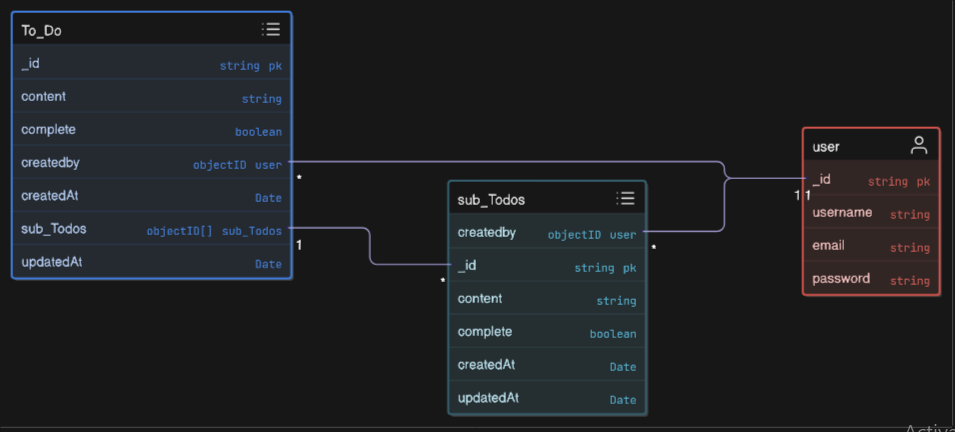 To_Do
_id string pk
content string
complete boolean
createdby objectID user
*
createdAt Date
sub_Todos objectID[] sub_Todos
1
updatedAt Date
sub_Todos
createdby objectID user
*
_id string pk
*
content string
complete boolean
createdAt Date
updatedAt Date
user
_id string pk
1 1
username string
email string
password string